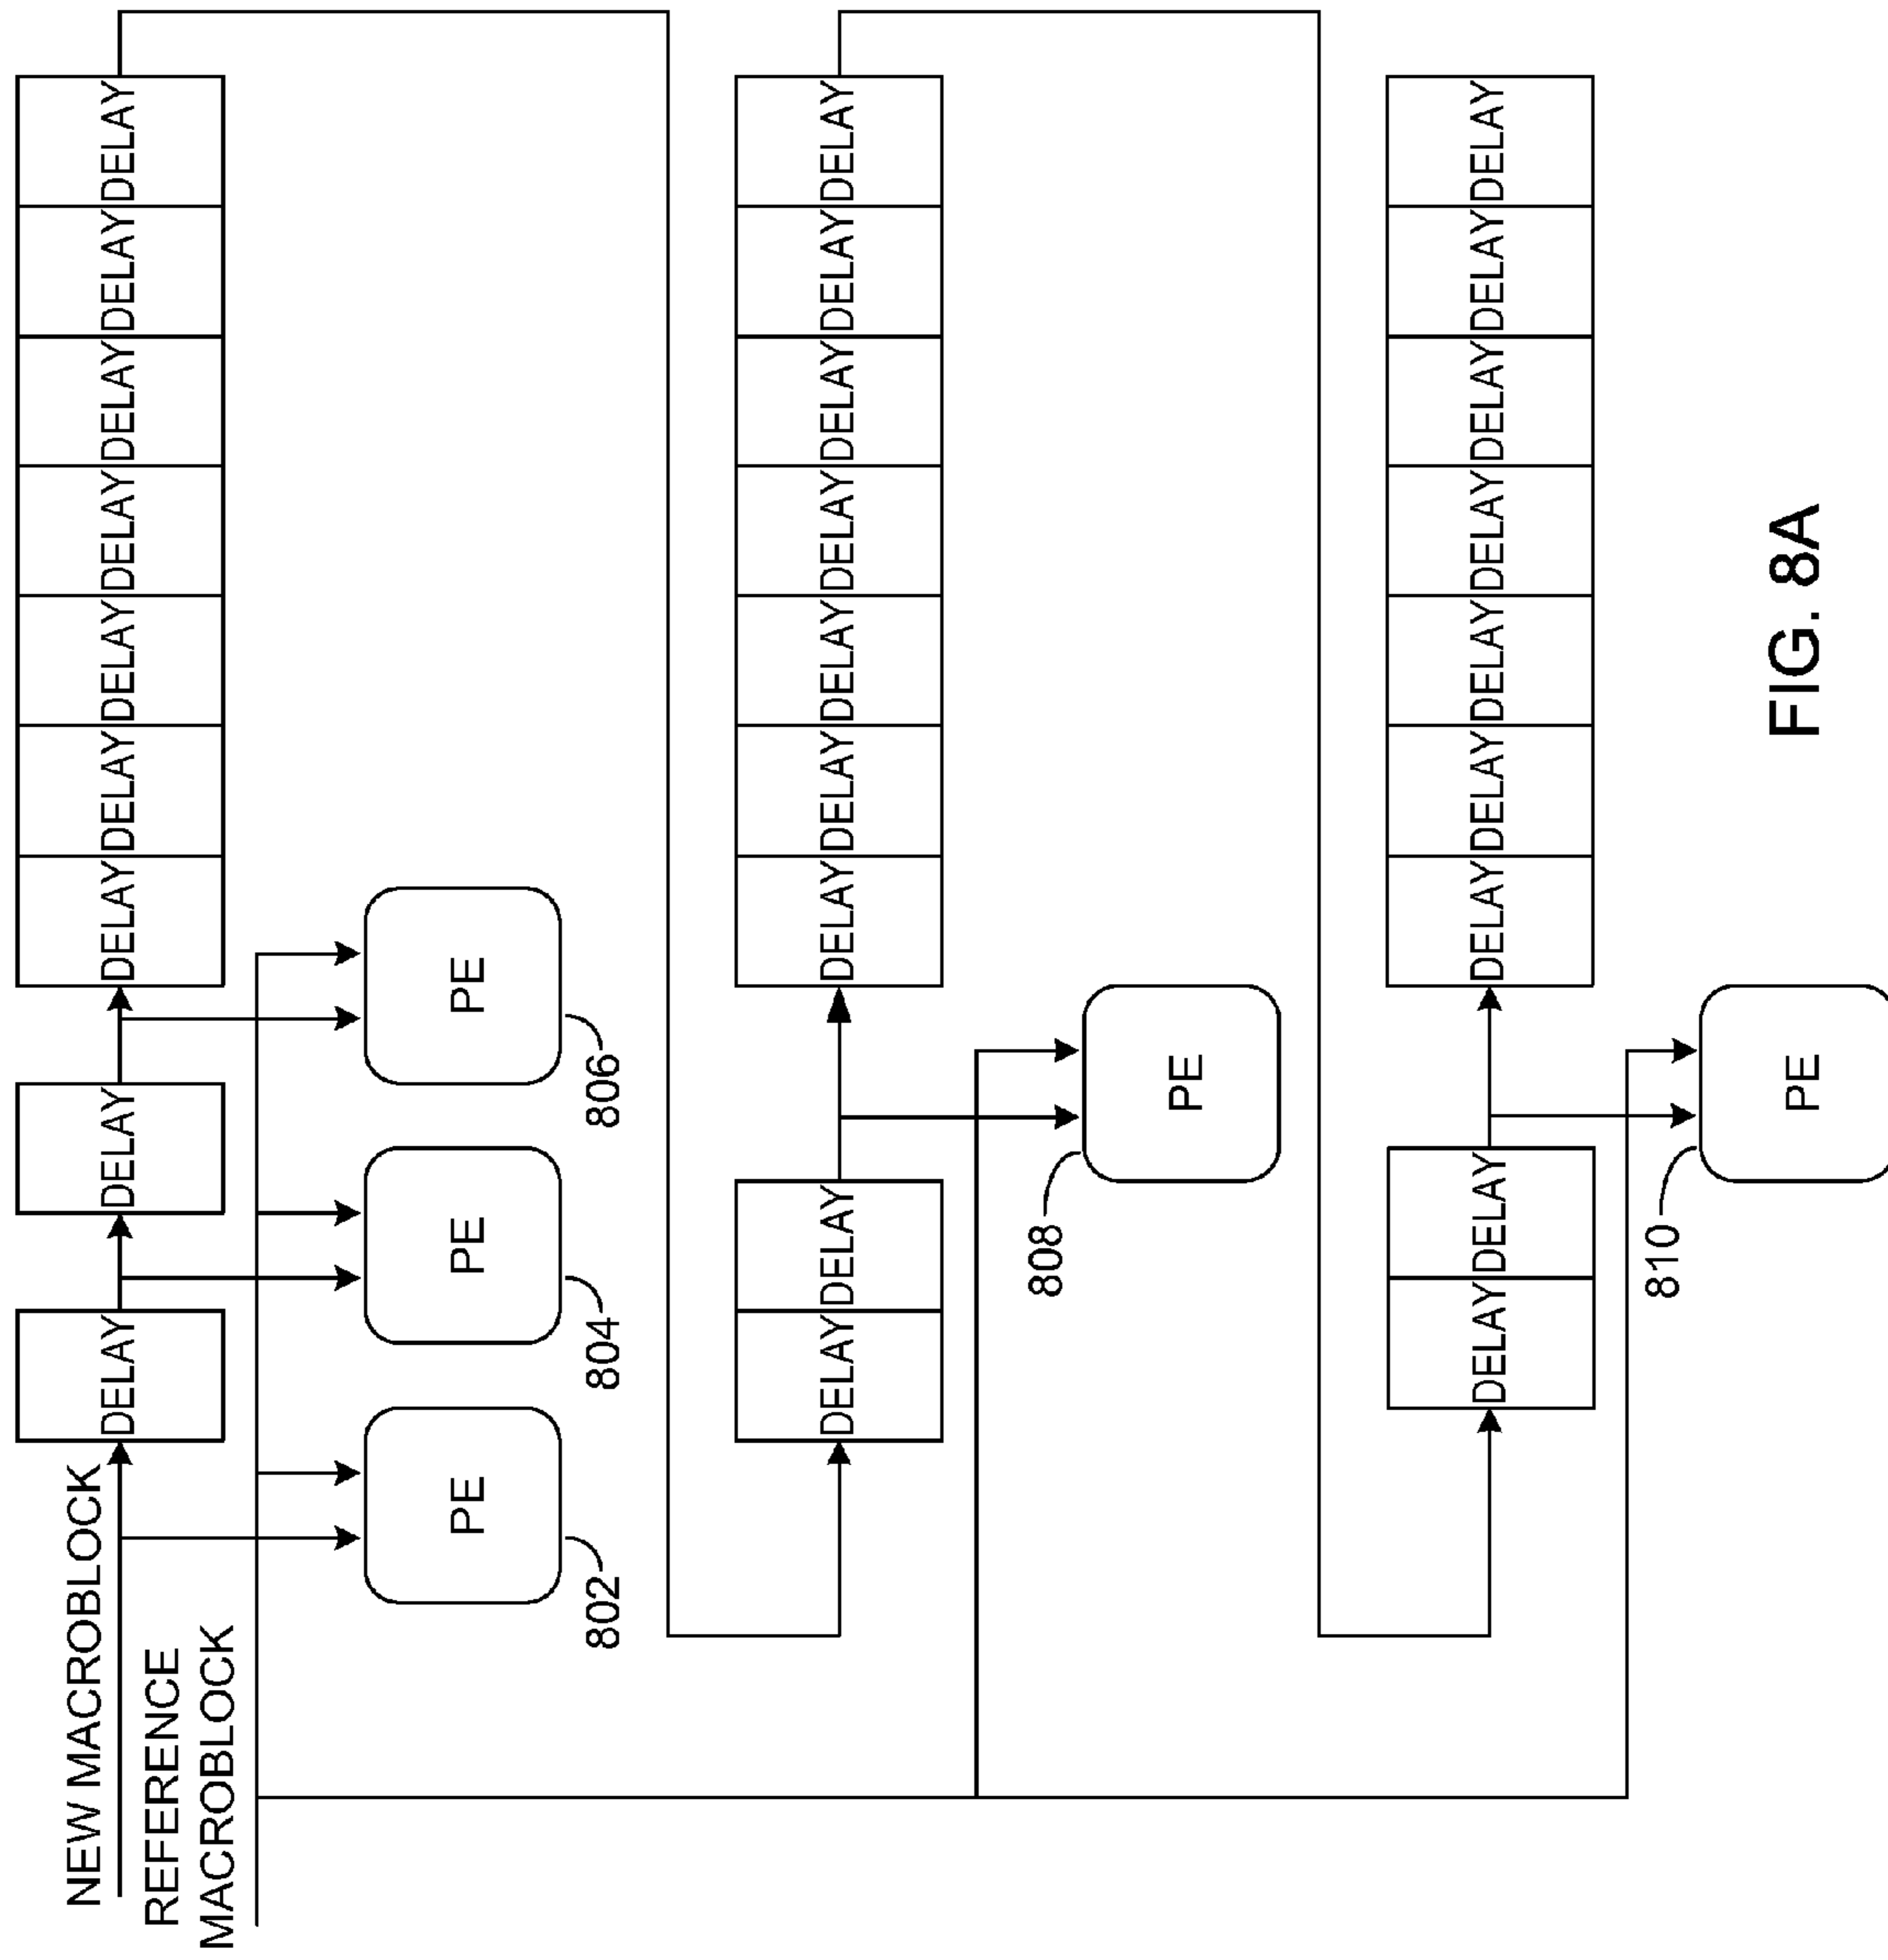 NEW MACROBLOCK
DELAY
DELAY
DELAY DELAY DELAY DELAY DELAY DELAY DELAY
REFERENCE
MACROBLOCK
PE
PE
PE
802
804
806
DELAY DELAY
DELAY DELAY DELAY DELAY DELAY DELAY DELAY
808
PE
DELAY DELAY
DELAY DELAY DELAY DELAY DELAY DELAY DELAY
810
PE
FIG. 8A